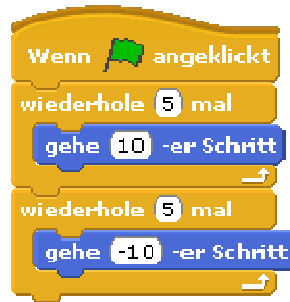 Wenn angeklickt
wiederhole 5 mal
gehe 10 -er Schritt
wiederhole 5 mal
gehe -10 -er Schritt